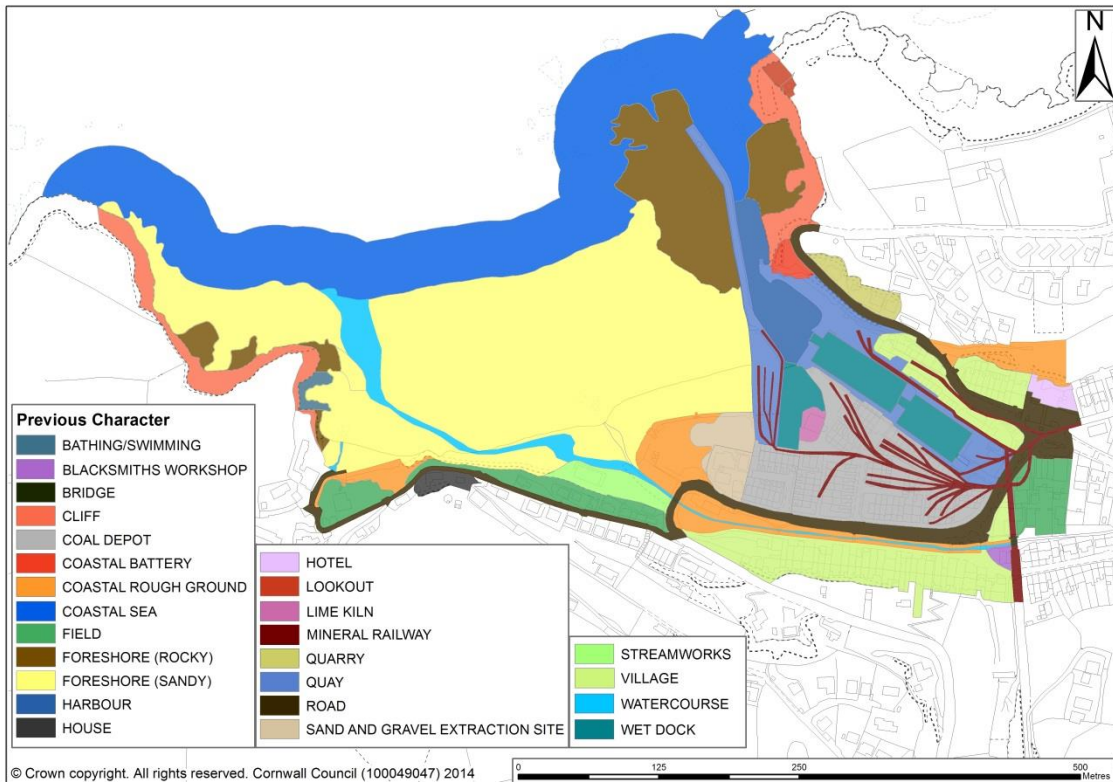 N
Previous Character
BATHING/SWIMMING
BLACKSMITHS WORKSHOP
BRIDGE
CLIFF
COAL DEPOT
COASTAL BATTERY
COASTAL ROUGH GROUND
COASTAL SEA
FIELD
FORESHORE (ROCKY)
FORESHORE (SANDY)
HARBOUR
HOUSE
HOTEL
LOOKOUT
LIME KILN
MINERAL RAILWAY
QUARRY
QUAY
ROAD
SAND AND GRAVEL EXTRACTION SITE
STREAMWORKS
VILLAGE
WATERCOURSE
WET DOCK
© Crown copyright. All rights reserved. Cornwall Council (100049047) 2014
0 125 250 500
Metres